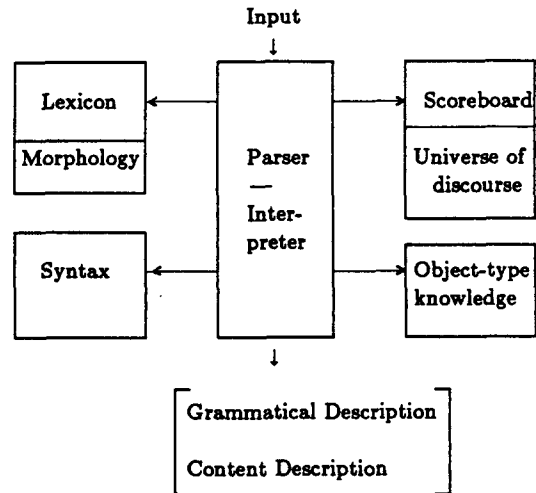 Input
↓
Lexicon
Morphology
Syntax
Parser
—
Inter-
preter
Scoreboard
Universe of
discourse
Object-type
knowledge
↓
Grammatical Description
Content Description